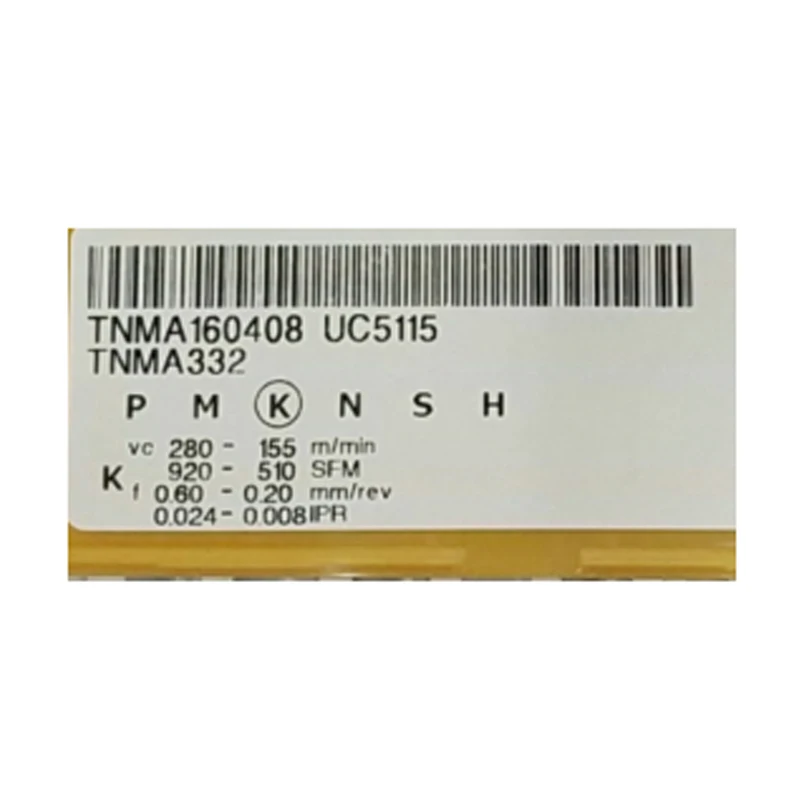 TNMA160408 UC5115
TNMA332
P M K N S H
vc 280 - 155 m/min
920 - 510 SFM
K
f 0.60 - 0.20 mm/rev
0.024 - 0.008 IPR